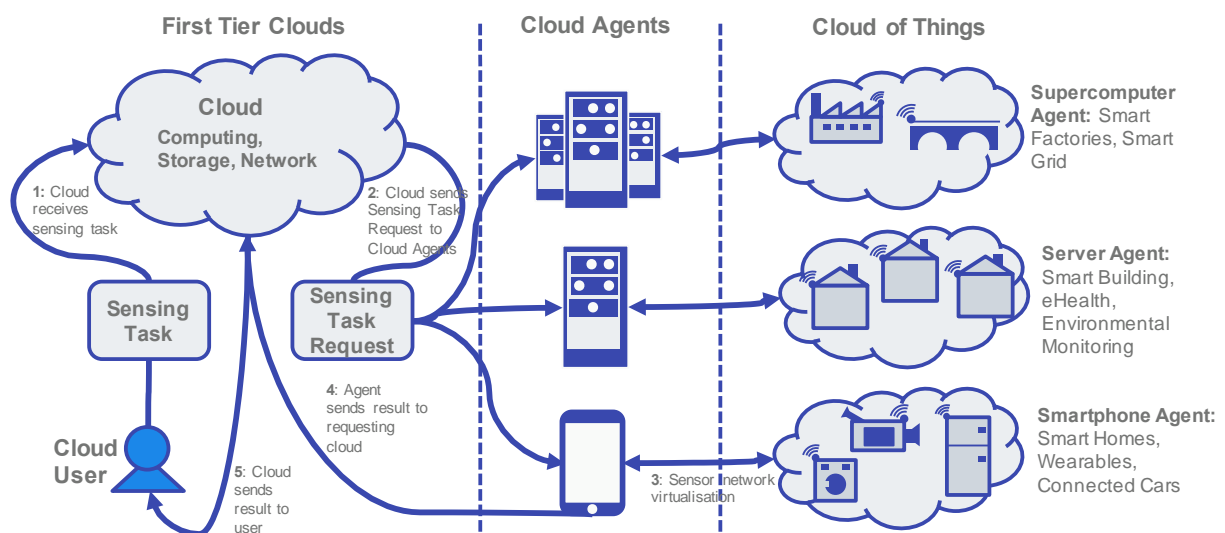 First Tier Clouds
Cloud Agents
Cloud of Things
Cloud
Computing,
Storage, Network
1: Cloud
receives
sensing task
2: Cloud sends
Sensing Task
Request to
Cloud Agents
Sensing
Task
Sensing
Task
Request
Cloud
User
4: Agent
sends result to
requesting
cloud
5: Cloud
sends
result to
user
3: Sensor network
virtualisation
Supercomputer
Agent: Smart
Factories, Smart
Grid
Server Agent:
Smart Building,
eHealth,
Environmental
Monitoring
Smartphone Agent:
Smart Homes,
Wearables,
Connected Cars